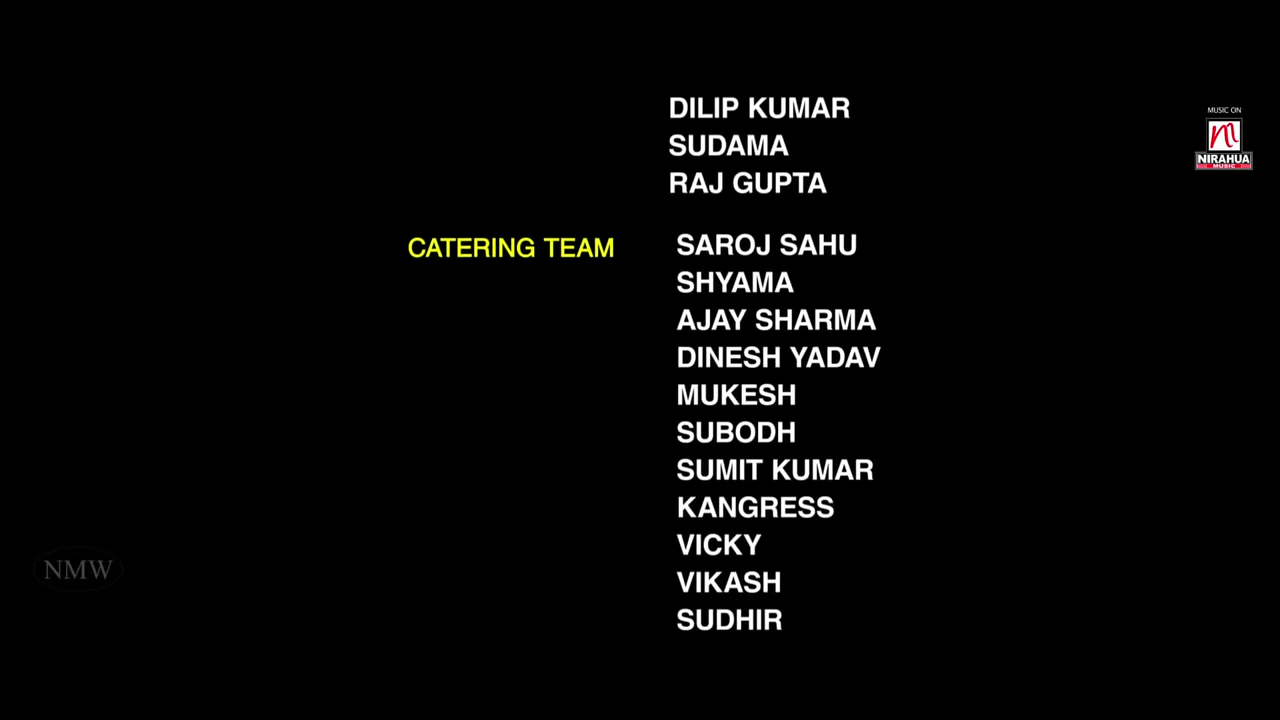 DILIP KUMAR
SUDAMA
RAJ GUPTA
MUSIC ON
NIRAHUA
MUSIC
CATERING TEAM SAROJ SAHU
SHYAMA
AJAY SHARMA
DINESH YADAV
MUKESH
SUBODH
SUMIT KUMAR
KANGRESS
VICKY
VIKASH
SUDHIR
NMW